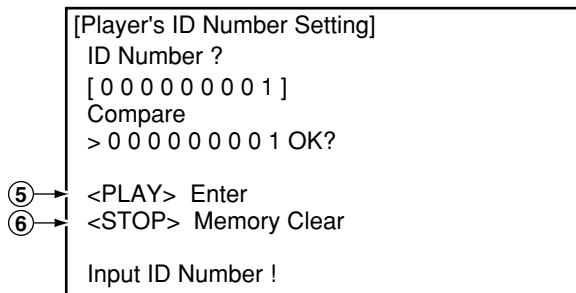 [Player's ID Number Setting]
ID Number ?
[ 0 0 0 0 0 0 0 0 1 ]
Compare
> 0 0 0 0 0 0 0 0 1 OK?
5 <PLAY> Enter
6 <STOP> Memory Clear
Input ID Number !